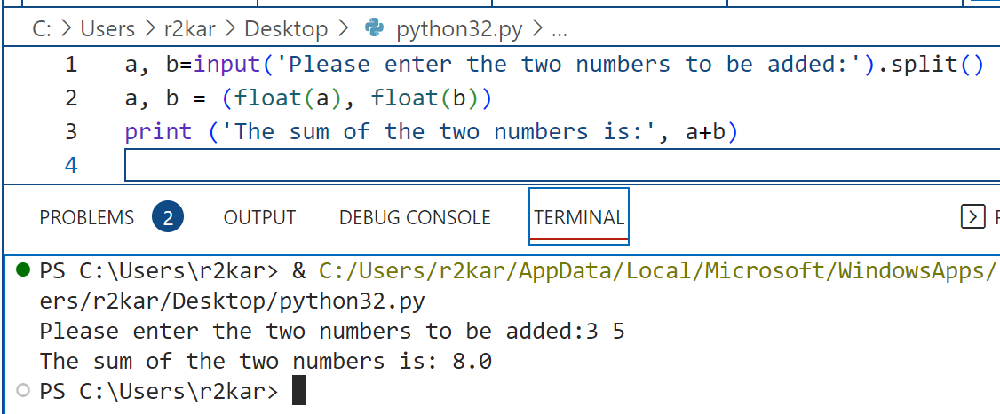 C: > Users > r2kar > Desktop > python32.py > ...
1 a, b=input('Please enter the two numbers to be added:').split()
2 a, b = (float(a), float(b))
3 print ('The sum of the two numbers is:', a+b)
4
PROBLEMS 2 OUTPUT DEBUG CONSOLE TERMINAL
PS C:\Users\r2kar> & C:/Users/r2kar/AppData/Local/Microsoft/WindowsApps/
ers/r2kar/Desktop/python32.py
Please enter the two numbers to be added:3 5
The sum of the two numbers is: 8.0
PS C:\Users\r2kar>